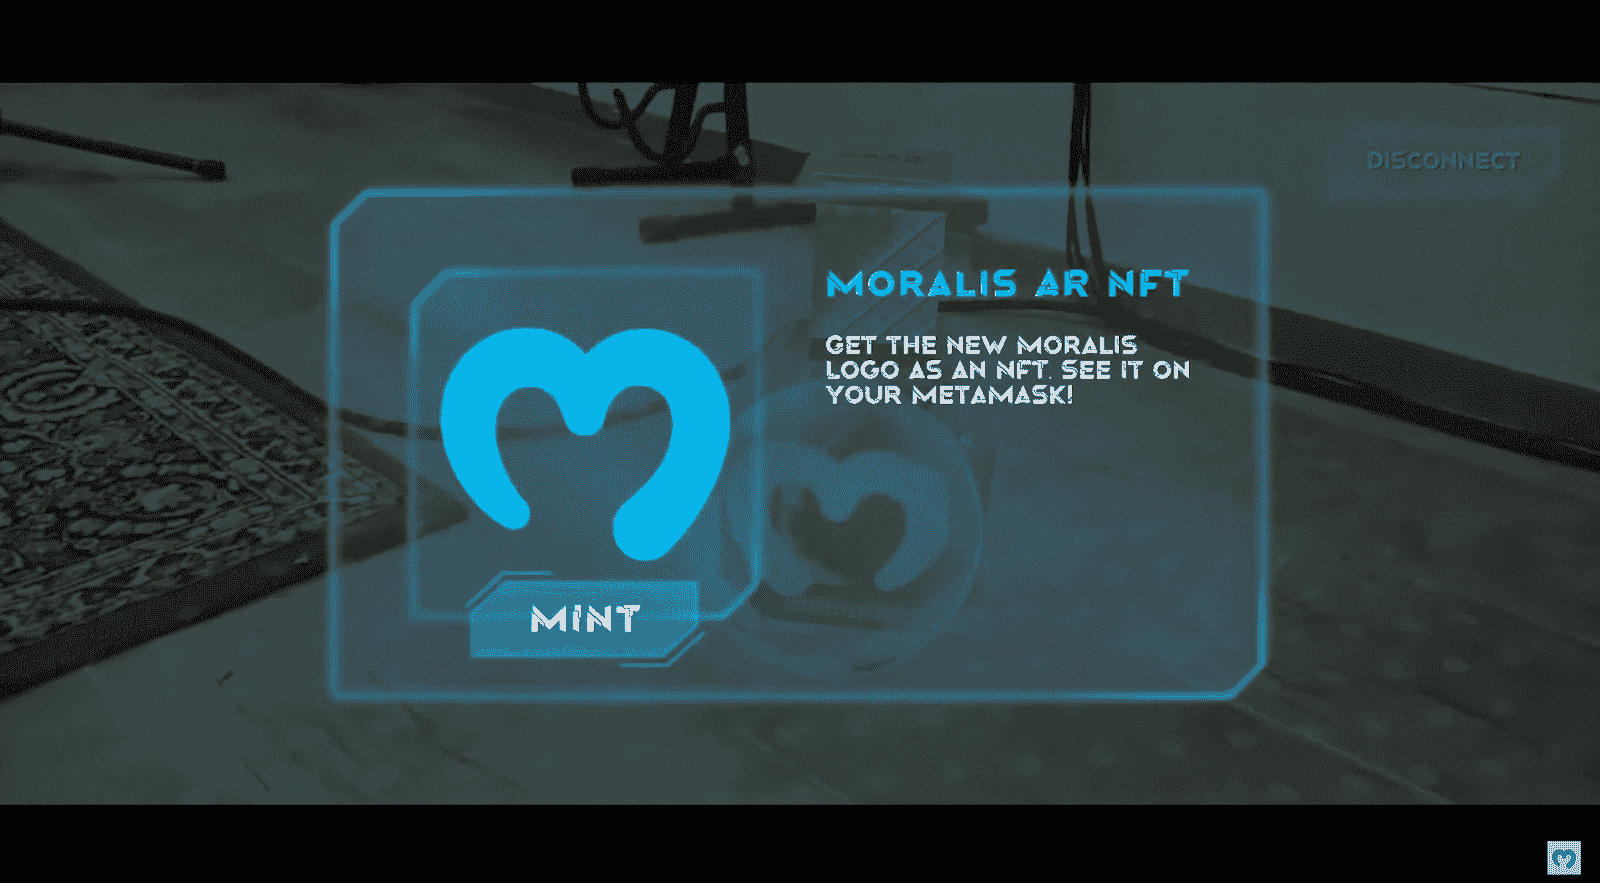 DISCONNECT
MORALIS AR NFT
GET THE NEW MORALIS
LOGO AS AN NFT. SEE IT ON
YOUR METAMASK!
MINT